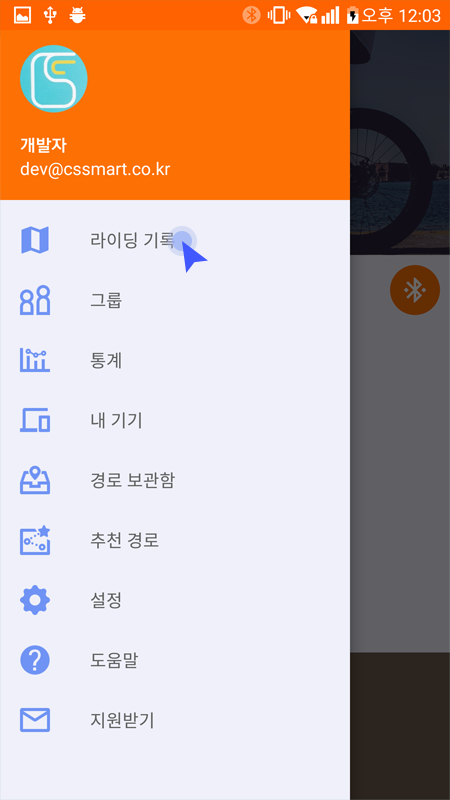 오후 12:03
개발자
dev@cssmart.co.kr
라이딩 기록
그룹
통계
내 기기
경로 보관함
추천 경로
설정
도움말
지원받기